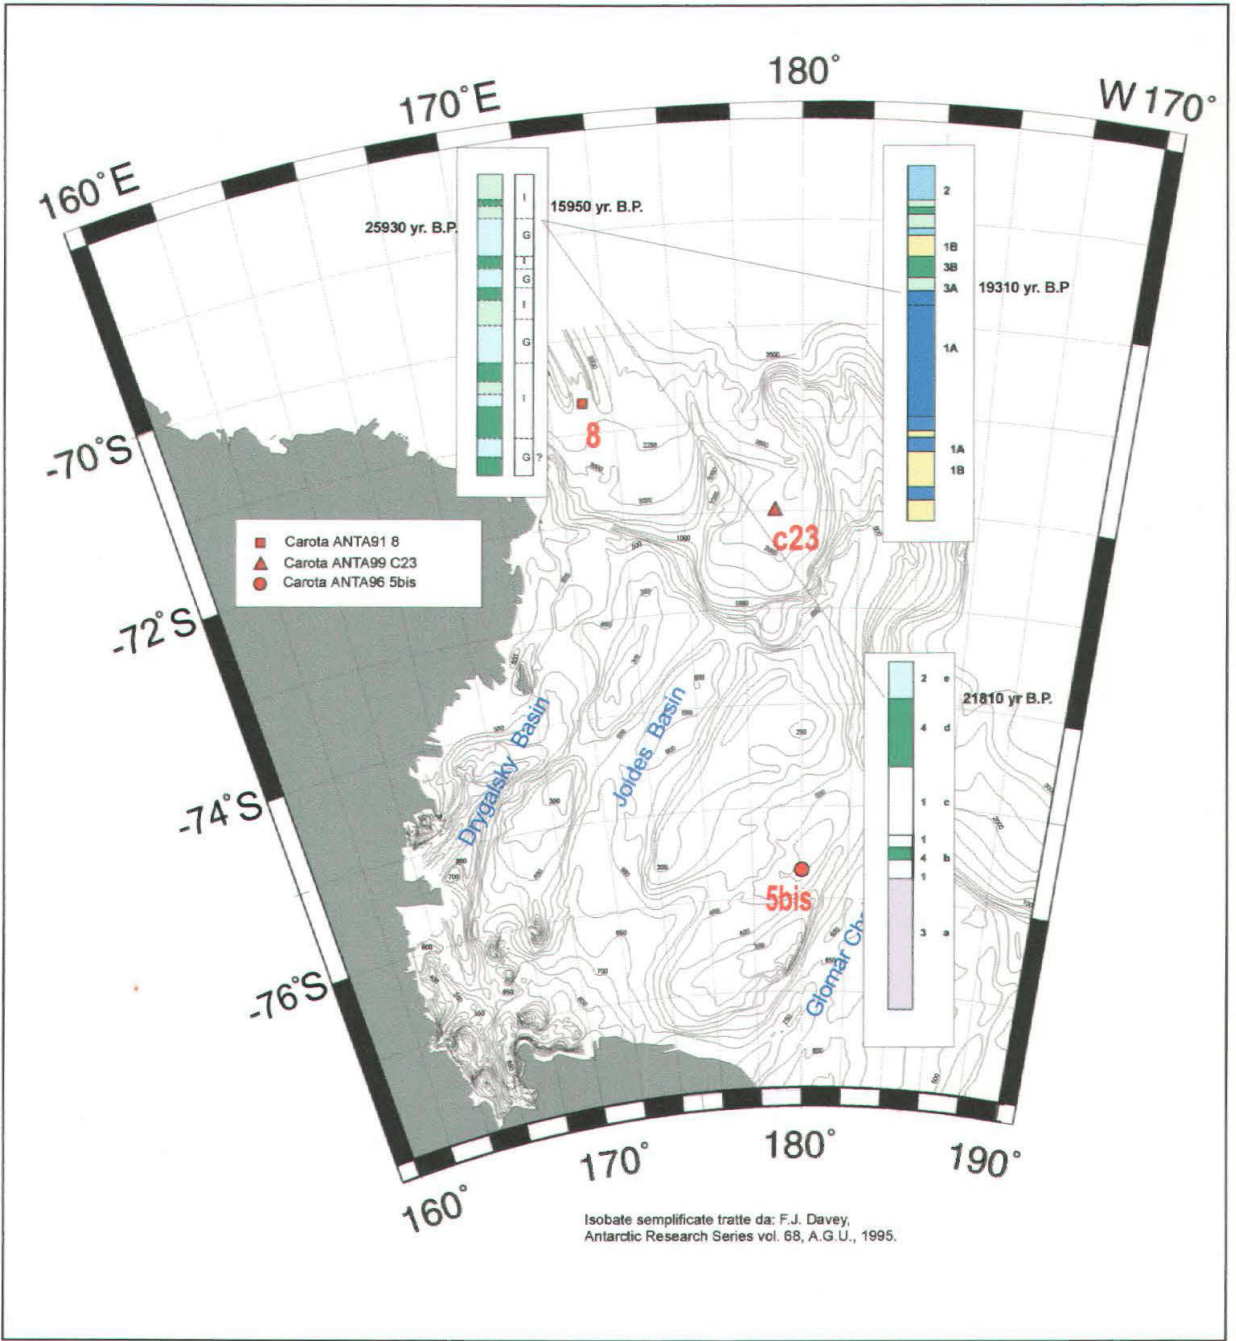 180°
170°E
W 170°
160°E
15950 yr. B.P.
25930 yr. B.P.
I
G
I
G
I
G
I
G ?
2
1B
3B
3A
19310 yr. B.P
1A
1A
1B
-70°S
8
c23
Carota ANTA91 8
Carota ANTA99 C23
Carota ANTA96 5bis
-72°S
2 e
21810 yr B.P.
4 d
1 c
1
4 b
1
3 a
Drygalsky Basin
Joides Basin
-74°S
5bis
Glomar Ch
-76°S
160°
170°
180°
190°
Isobate semplificate tratte da: F.J. Davey,
Antarctic Research Series vol. 68, A.G.U., 1995.